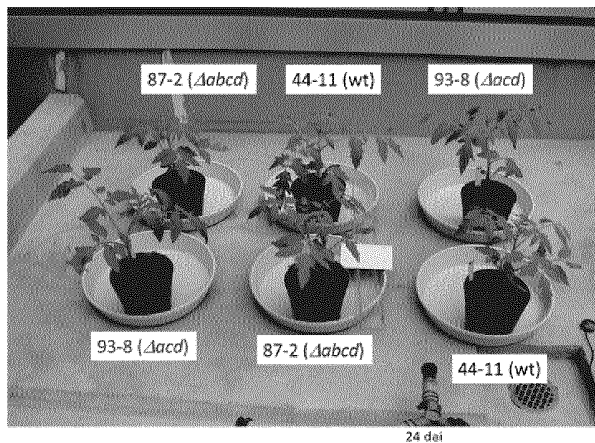 87-2 (Δabcd)
44-11 (wt)
93-8 (Δacd)
93-8 (Δacd)
87-2 (Δabcd)
44-11 (wt)
24 dai